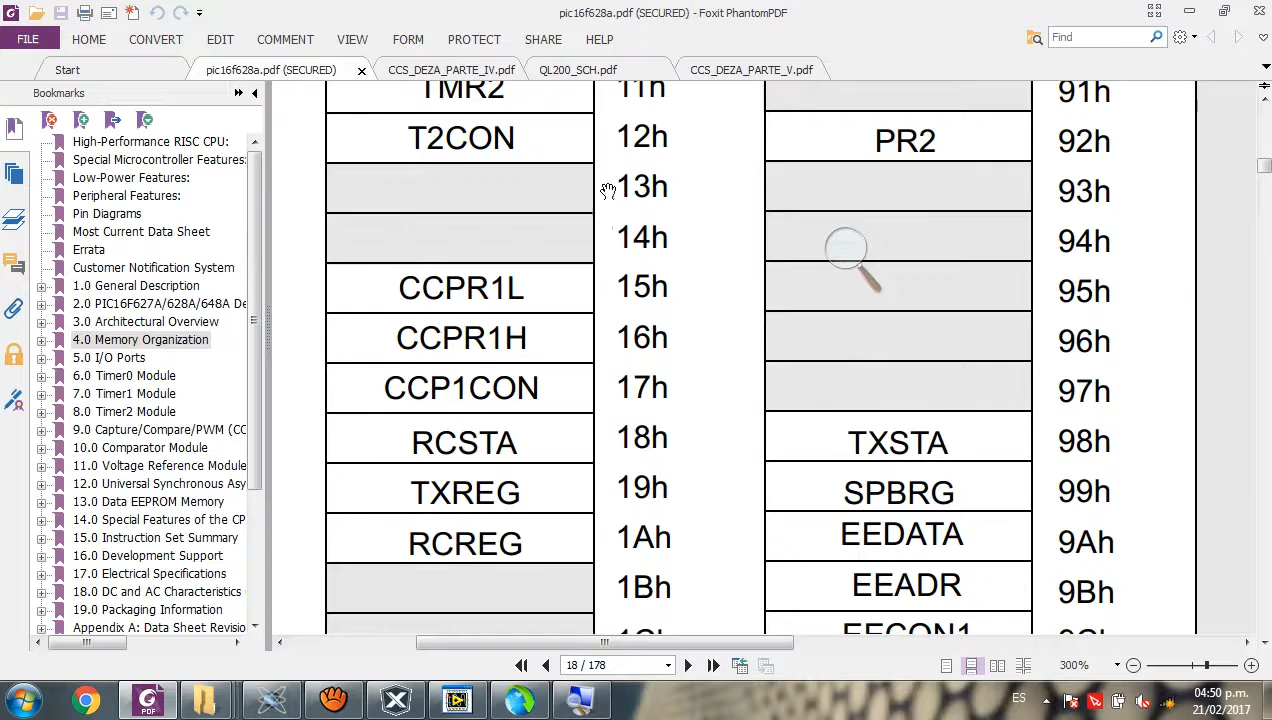 pic16f628a.pdf (SECURED) - Foxit PhantomPDF
FILE HOME CONVERT EDIT COMMENT VIEW FORM PROTECT SHARE HELP Find
Start pic16f628a.pdf (SECURED) CCS_DEZA_PARTE_IV.pdf QL200_SCH.pdf CCS_DEZA_PARTE_V.pdf
Bookmarks
High-Performance RISC CPU:
Special Microcontroller Features:
Low-Power Features:
Peripheral Features:
Pin Diagrams
Most Current Data Sheet
Errata
Customer Notification System
1.0 General Description
2.0 PIC16F627A/628A/648A De
3.0 Architectural Overview
4.0 Memory Organization
5.0 I/O Ports
6.0 Timer0 Module
7.0 Timer1 Module
8.0 Timer2 Module
9.0 Capture/Compare/PWM (CC
10.0 Comparator Module
11.0 Voltage Reference Module
12.0 Universal Synchronous Asy
13.0 Data EEPROM Memory
14.0 Special Features of the CP
15.0 Instruction Set Summary
16.0 Development Support
17.0 Electrical Specifications
18.0 DC and AC Characteristics
19.0 Packaging Information
Appendix A: Data Sheet Revisio
TMR2 11h 91h
T2CON 12h PR2 92h
13h 93h
14h 94h
CCPR1L 15h 95h
CCPR1H 16h 96h
CCP1CON 17h 97h
RCSTA 18h TXSTA 98h
TXREG 19h SPBRG 99h
RCREG 1Ah EEDATA 9Ah
1Bh EEADR 9Bh
1Ch EECON1 9Ch
18 / 178 300%
PDF ES 04:50 p.m.
21/02/2017